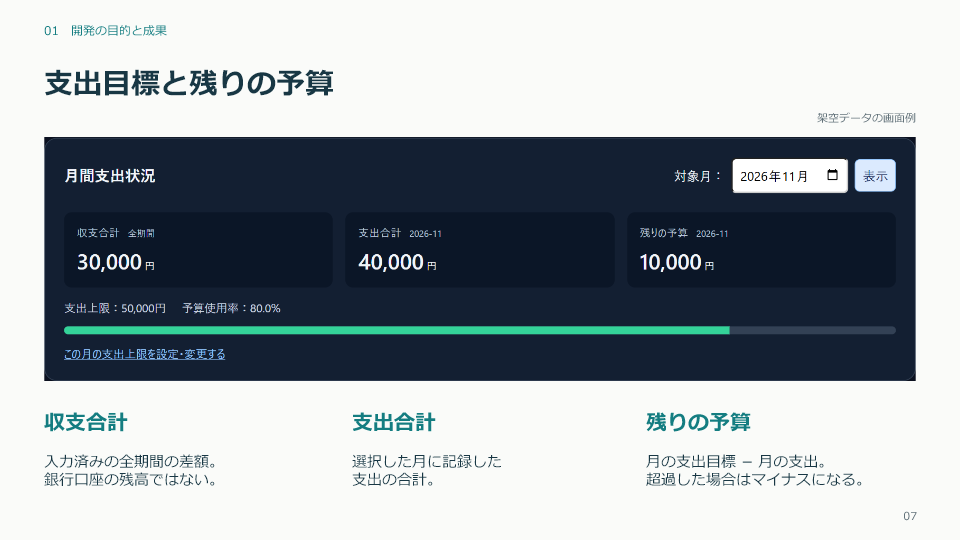 01 開発の目的と成果
支出目標と残りの予算
架空データの画面例
月間支出状況
対象月：
2026年11月
表示
収支合計 全期間
30,000 円
支出合計 2026-11
40,000 円
残りの予算 2026-11
10,000 円
支出上限：50,000円 予算使用率：80.0%
この月の支出上限を設定・変更する
収支合計
入力済みの全期間の差額。
銀行口座の残高ではない。
支出合計
選択した月に記録した
支出の合計。
残りの予算
月の支出目標 − 月の支出。
超過した場合はマイナスになる。
07